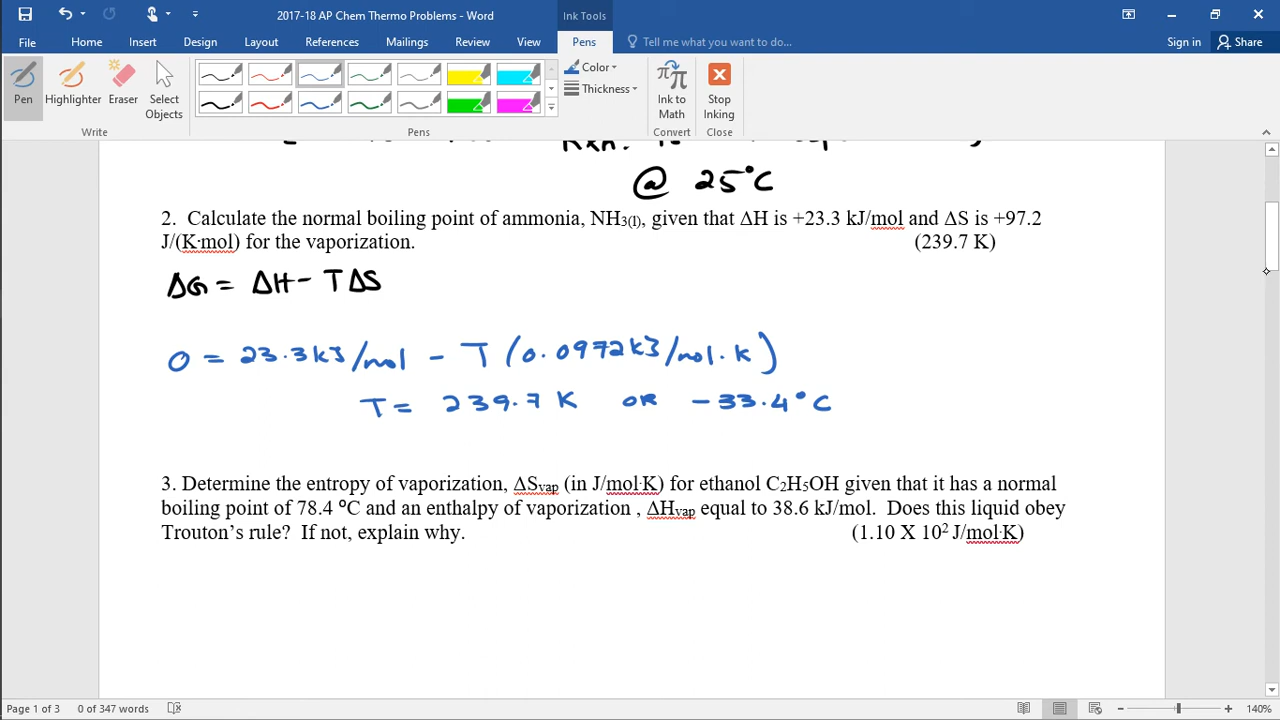 2017-18 AP Chem Thermo Problems - Word
Ink Tools
File Home Insert Design Layout References Mailings Review View Pens Tell me what you want to do... Sign in Share
Pen Highlighter Eraser Select Objects
Color
Thickness
Ink to Math
Stop Inking
Write Pens Convert Close
@ 25°C
2. Calculate the normal boiling point of ammonia, NH3(l), given that ΔH is +23.3 kJ/mol and ΔS is +97.2
J/(K·mol) for the vaporization. (239.7 K)
ΔG = ΔH - TΔS
0 = 23.3kJ/mol - T (0.0972kJ/mol.K)
T = 239.7 K OR -33.4°C
3. Determine the entropy of vaporization, ΔSvap (in J/mol·K) for ethanol C2H5OH given that it has a normal
boiling point of 78.4 ºC and an enthalpy of vaporization , ΔHvap equal to 38.6 kJ/mol. Does this liquid obey
Trouton's rule? If not, explain why. (1.10 X 10² J/mol·K)
Page 1 of 3 0 of 347 words 140%